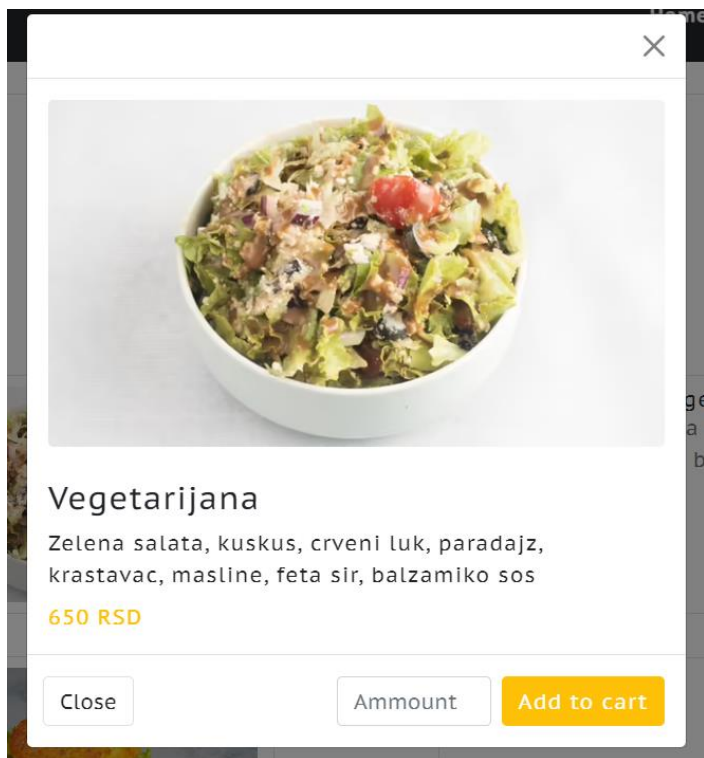 Home
Vegetarijana
Zelena salata, kuskus, crveni luk, paradajz,
krastavac, masline, feta sir, balzamiko sos
650 RSD
Close
Ammount
Add to cart